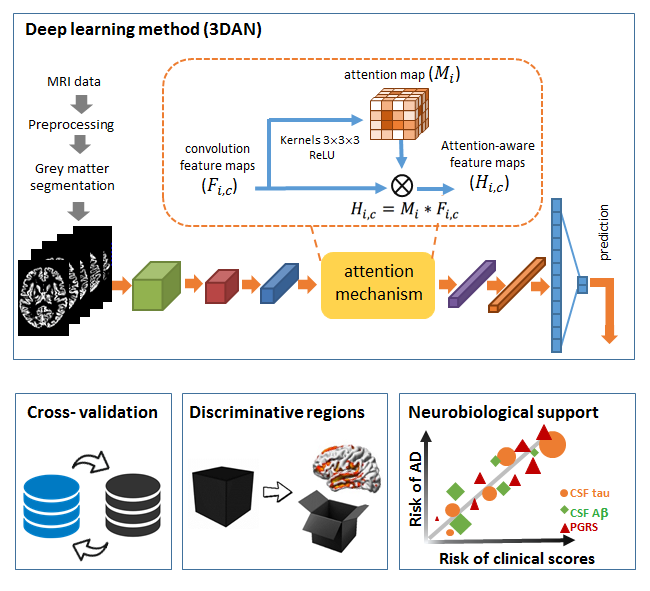 Deep learning method (3DAN)
MRI data
Preprocessing
Grey matter
segmentation
attention map (Mᵢ)
Kernels 3×3×3
ReLU
convolution
feature maps
(F_{i,c})
Attention-aware
feature maps
(H_{i,c})
H_{i,c} = M_i ∗ F_{i,c}
attention
mechanism
prediction
Cross- validation
Discriminative regions
Neurobiological support
Risk of AD
CSF tau
CSF Aβ
PGRS
Risk of clinical scores